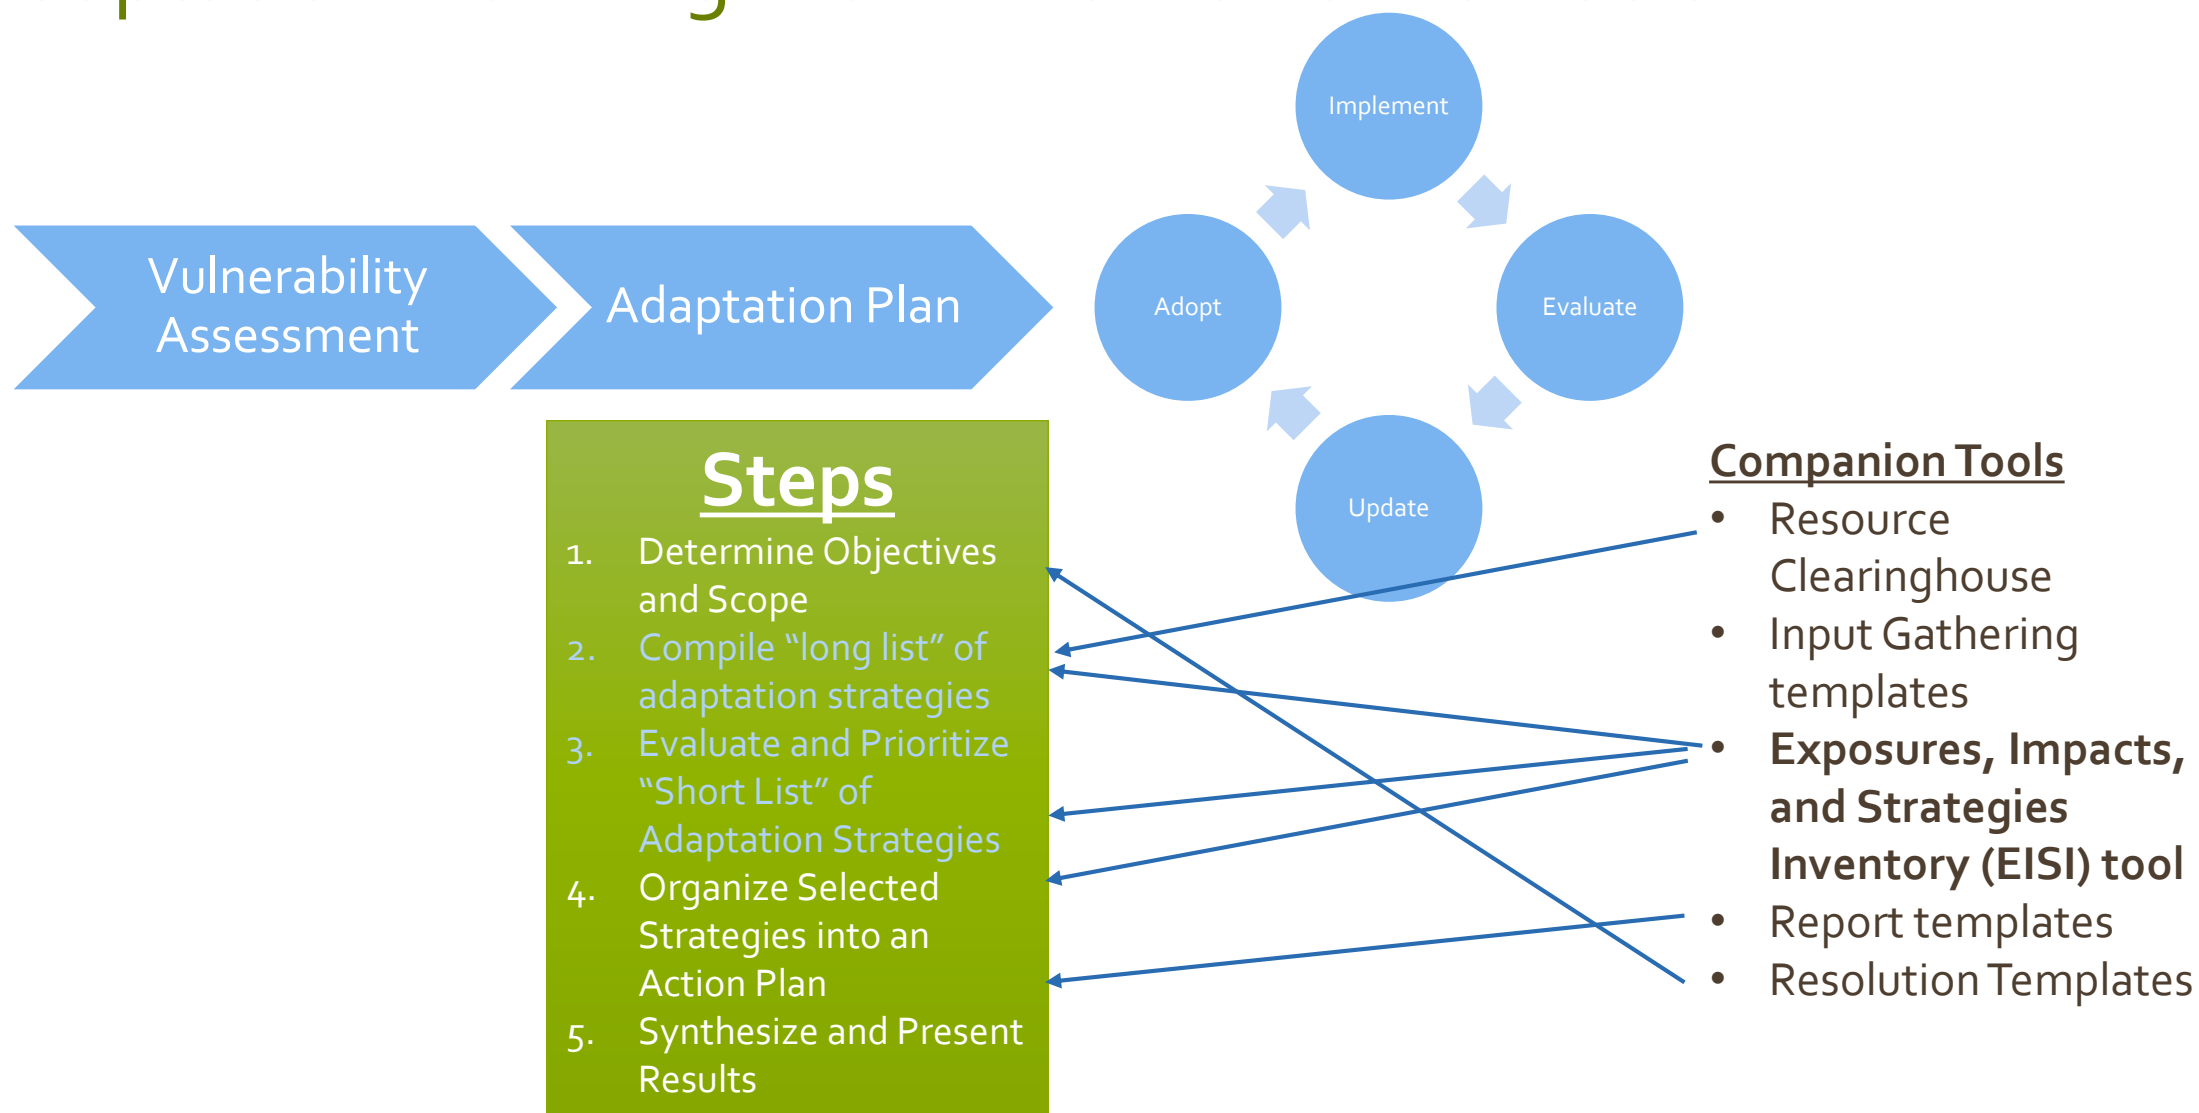 Implement
Vulnerability
Assessment
Adaptation Plan
Adopt
Evaluate
Update
Steps
1. Determine Objectives
and Scope
2. Compile “long list” of
adaptation strategies
3. Evaluate and Prioritize
“Short List” of
Adaptation Strategies
4. Organize Selected
Strategies into an
Action Plan
5. Synthesize and Present
Results
Companion Tools
• Resource
Clearinghouse
• Input Gathering
templates
• Exposures, Impacts,
and Strategies
Inventory (EISI) tool
• Report templates
• Resolution Templates